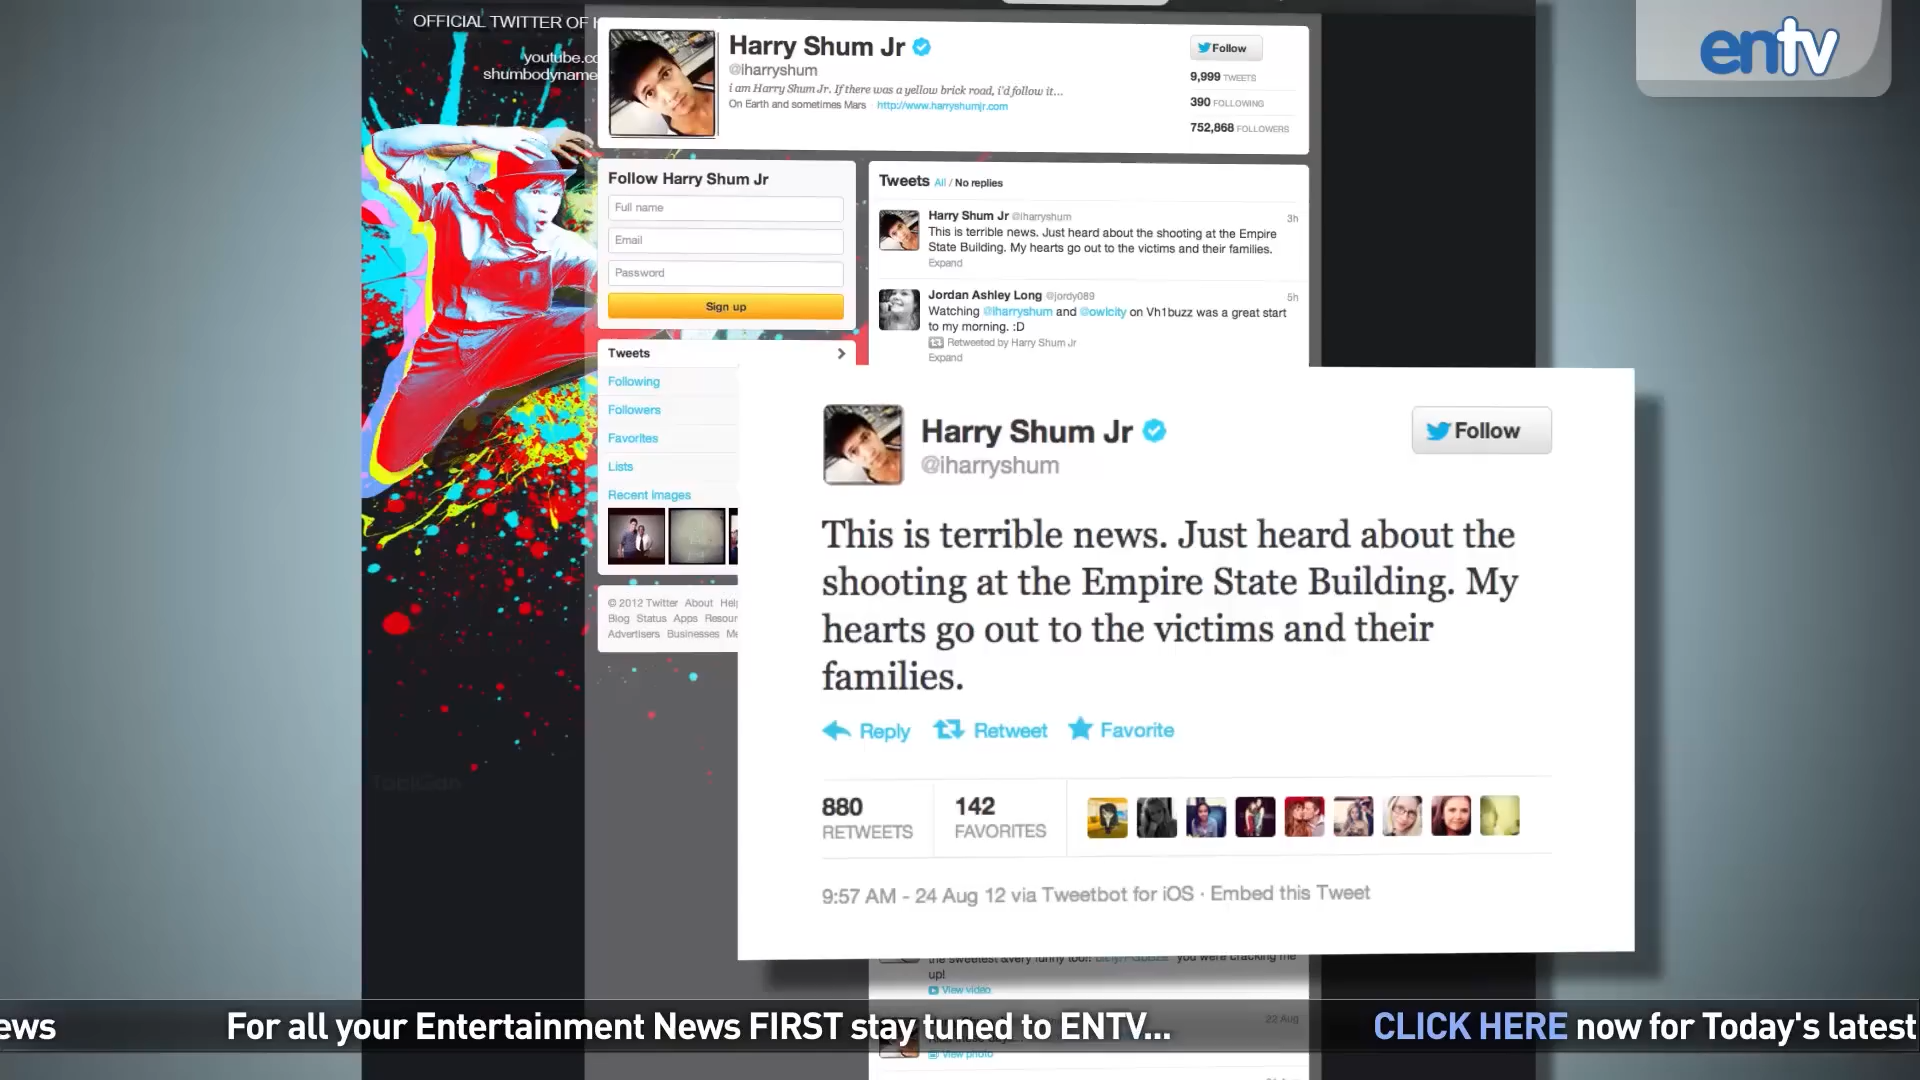 OFFICIAL TWITTER OF
youtube.co
shumbodyname
Harry Shum Jr
@iharryshum
i am Harry Shum Jr. If there was a yellow brick road, i'd follow it...
On Earth and sometimes Mars · http://www.harryshumjr.com
Follow
9,999 TWEETS
390 FOLLOWING
752,868 FOLLOWERS
entv
Follow Harry Shum Jr
Full name
Email
Password
Sign up
Tweets
Following
Followers
Favorites
Lists
Recent images
© 2012 Twitter About Help
Blog Status Apps Resour
Advertisers Businesses Me
Tweets All / No replies
Harry Shum Jr @iharryshum 3h
This is terrible news. Just heard about the shooting at the Empire
State Building. My hearts go out to the victims and their families.
Expand
Jordan Ashley Long @jordy089 5h
Watching @iharryshum and @owlcity on Vh1buzz was a great start
to my morning. :D
Retweeted by Harry Shum Jr
Expand
Harry Shum Jr
@iharryshum
Follow
This is terrible news. Just heard about the
shooting at the Empire State Building. My
hearts go out to the victims and their
families.
Reply Retweet Favorite
880 RETWEETS
142 FAVORITES
9:57 AM - 24 Aug 12 via Tweetbot for iOS · Embed this Tweet
the sweetest &very funny too!! you were cracking me
up!
View video
22 Aug
View photo
ews For all your Entertainment News FIRST stay tuned to ENTV... CLICK HERE now for Today's latest